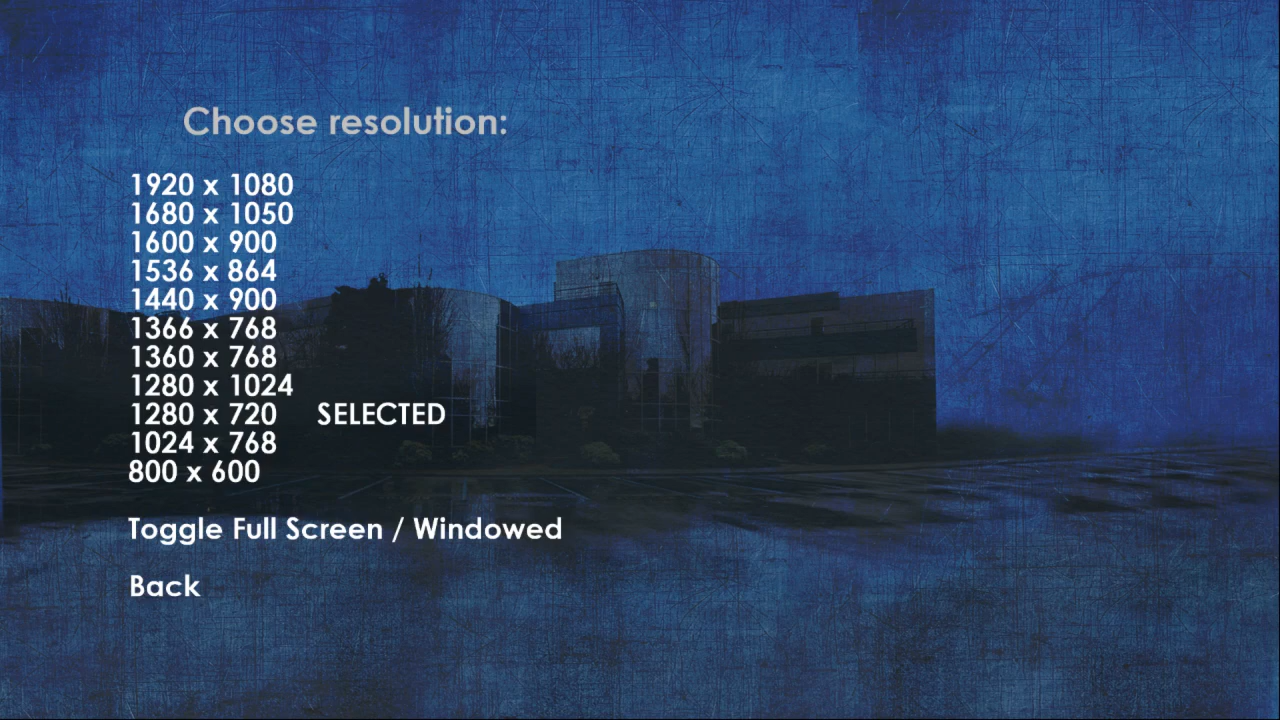 Choose resolution:
1920 x 1080
1680 x 1050
1600 x 900
1536 x 864
1440 x 900
1366 x 768
1360 x 768
1280 x 1024
1280 x 720 SELECTED
1024 x 768
800 x 600
Toggle Full Screen / Windowed
Back